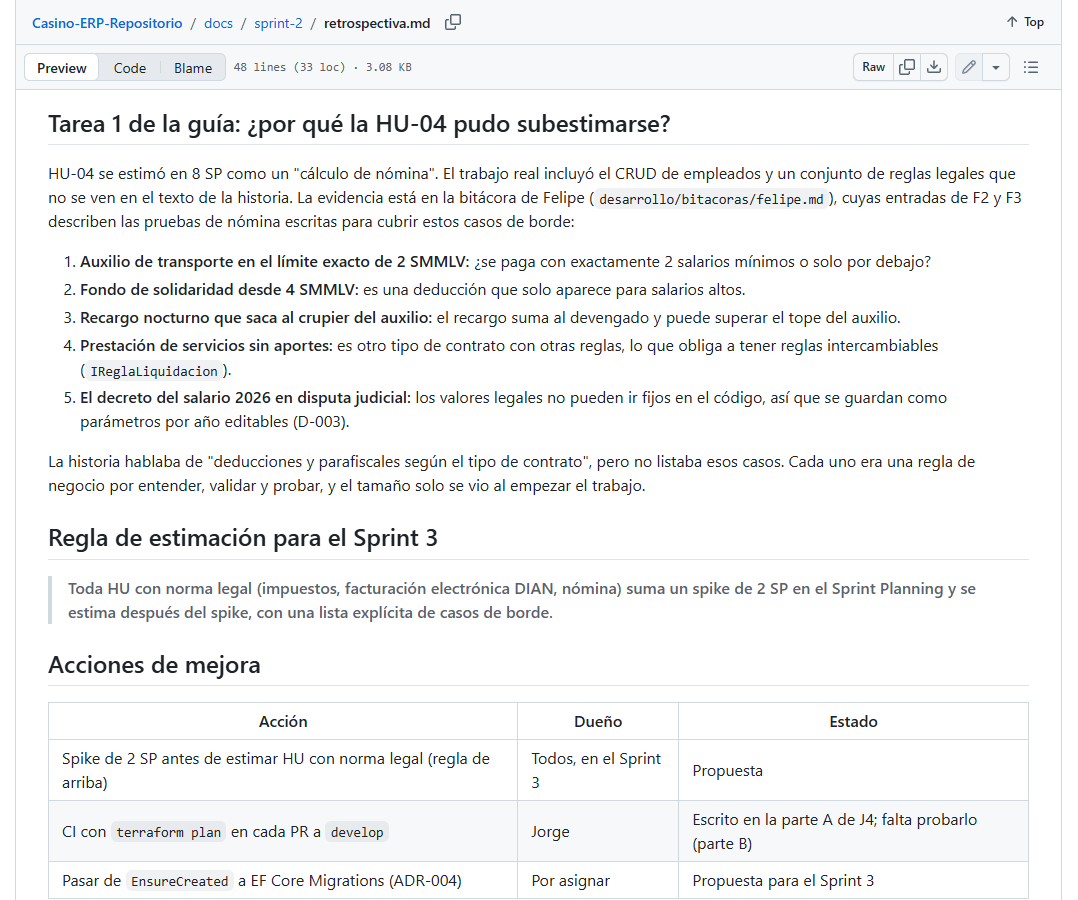 Casino-ERP-Repositorio / docs / sprint-2 / retrospectiva.md
Top
Preview Code Blame 48 lines (33 loc) · 3.08 KB
Raw
Tarea 1 de la guía: ¿por qué la HU-04 pudo subestimarse?
HU-04 se estimó en 8 SP como un "cálculo de nómina". El trabajo real incluyó el CRUD de empleados y un conjunto de reglas legales que
no se ven en el texto de la historia. La evidencia está en la bitácora de Felipe ( desarrollo/bitacoras/felipe.md ), cuyas entradas de F2 y F3
describen las pruebas de nómina escritas para cubrir estos casos de borde:
1. Auxilio de transporte en el límite exacto de 2 SMMLV: ¿se paga con exactamente 2 salarios mínimos o solo por debajo?
2. Fondo de solidaridad desde 4 SMMLV: es una deducción que solo aparece para salarios altos.
3. Recargo nocturno que saca al crupier del auxilio: el recargo suma al devengado y puede superar el tope del auxilio.
4. Prestación de servicios sin aportes: es otro tipo de contrato con otras reglas, lo que obliga a tener reglas intercambiables
( IReglaLiquidacion ).
5. El decreto del salario 2026 en disputa judicial: los valores legales no pueden ir fijos en el código, así que se guardan como
parámetros por año editables (D-003).
La historia hablaba de "deducciones y parafiscales según el tipo de contrato", pero no listaba esos casos. Cada uno era una regla de
negocio por entender, validar y probar, y el tamaño solo se vio al empezar el trabajo.
Regla de estimación para el Sprint 3
Toda HU con norma legal (impuestos, facturación electrónica DIAN, nómina) suma un spike de 2 SP en el Sprint Planning y se
estima después del spike, con una lista explícita de casos de borde.
Acciones de mejora
Acción Dueño Estado
Spike de 2 SP antes de estimar HU con norma legal (regla de
arriba)
Todos, en el Sprint
3
Propuesta
CI con terraform plan en cada PR a develop
Jorge
Escrito en la parte A de J4; falta probarlo
(parte B)
Pasar de EnsureCreated a EF Core Migrations (ADR-004)
Por asignar
Propuesta para el Sprint 3